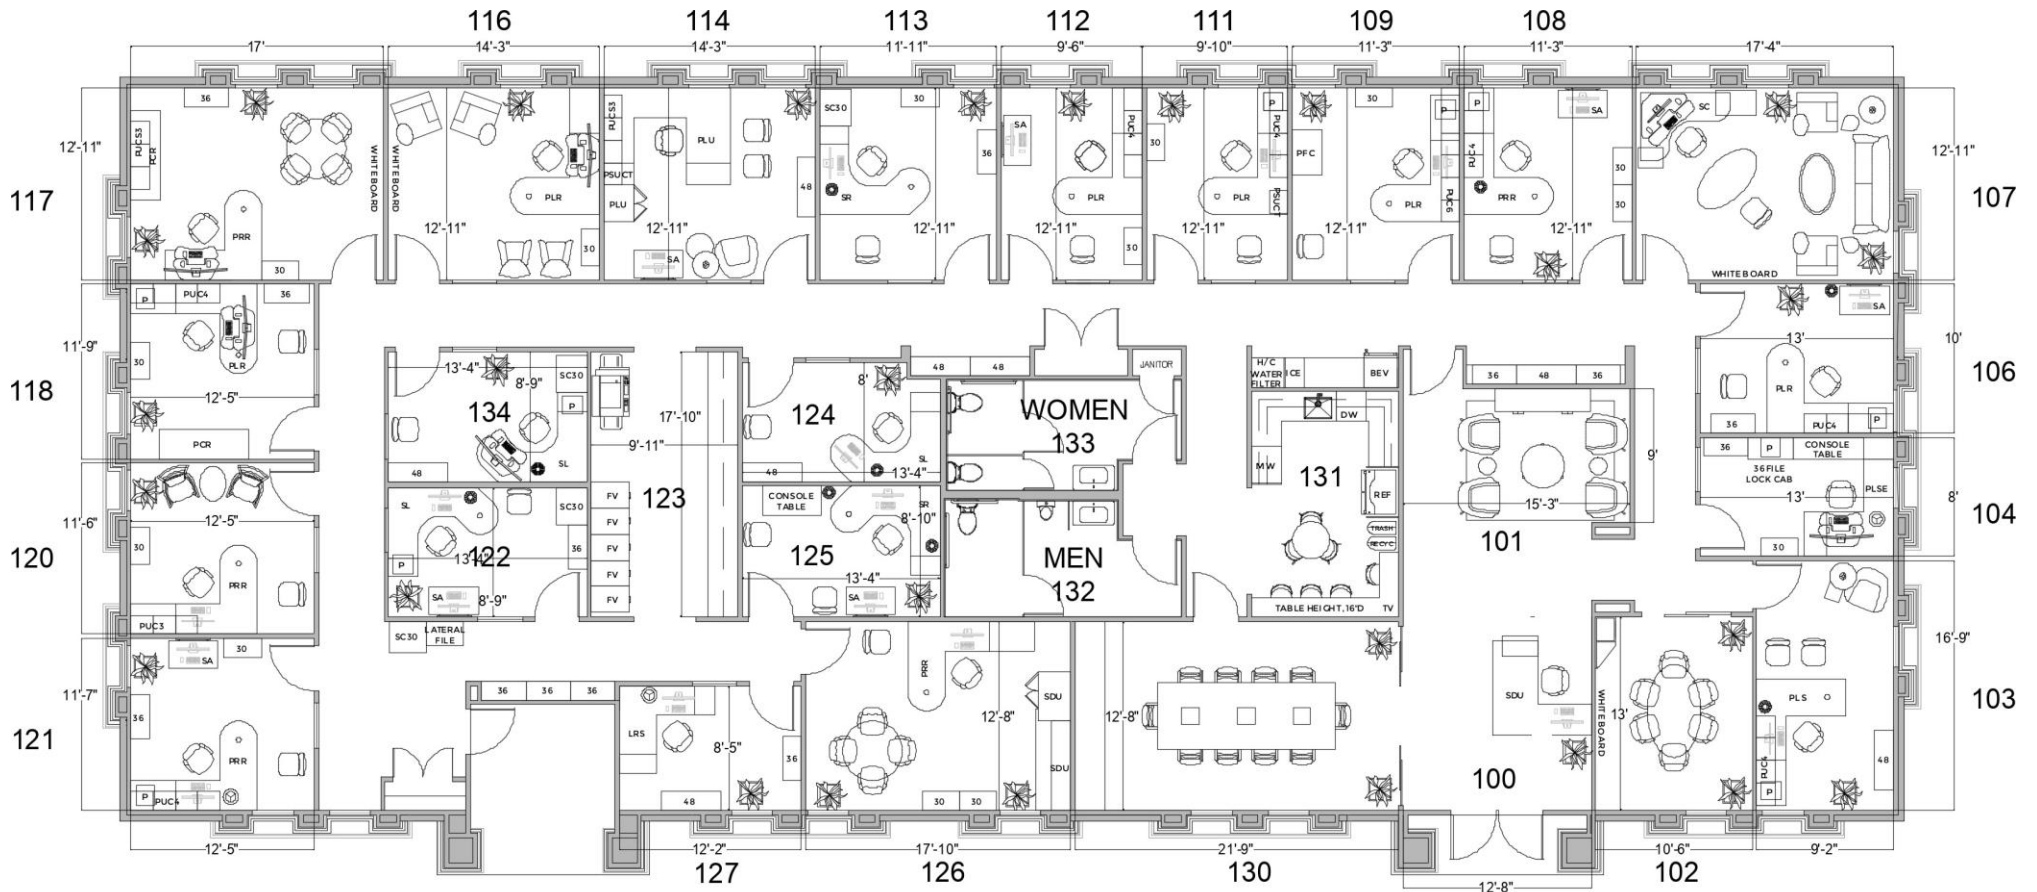 116 114 113 112 111 109 108
17' 14'-3" 14'-3" 11'-11" 9'-6" 9'-10" 11'-3" 11'-3" 17'-4"
36 PUCS3 SC30 30 30 P SA SC
PUCS3 PCR WHITEBOARD WHITEBOARD PLU SA PUC4 PUC4 P PFC PUC4 30
12'-11" 36 30 30 12'-11"
117 PRR PLR PSUCT PLU 48 SR PLR PLR PSUCT PLR PUC6 PRR 30 107
12'-11" 12'-11" 12'-11" 12'-11" 12'-11" 12'-11" 12'-11"
30 30 SA 30 WHITEBOARD
P PUC4 36 SA
11'-9" 30 PLR 13' 10'
118 12'-5" PLR 106
PCR 36 PUC4 P
13'-4" 8'-9" SC30 P
134
48 SL
17'-10"
9'-11"
123
FV
FV
FV
FV
FV
8'
124
48 SL 13'-4"
48 48 JANITOR
WOMEN
133
MEN
132
H/C
WATER
FILTER
ICE BEV
DW
MW 131 REF
TRASH
RECYC
TABLE HEIGHT, 16"D TV
36 48 36
9'
15'-3"
101
36 P CONSOLE
TABLE
36 FILE
LOCK CAB
13' PLSE 8'
104
30
11'-6" 12'-5"
30
120 PRR
PUC3
SL SC30
36
13'-4"
122
P
SA 8'-9"
CONSOLE
TABLE
SR
8'-10"
125
13'-4"
SA
SC30 LATERAL
FILE
SA 30
11'-7" 36
121 PRR
P PUC4
36 36 36
LRS 8'-5" 36
48
PRR
12'-8" SDU
SDU
30 30
12'-8"
SDU
100
WHITEBOARD
13'
16'-9"
103
PLS
PUC4 48
P
12'-5" 12'-2" 17'-10" 21'-9" 10'-6" 9'-2"
127 126 130 102
12'-8"